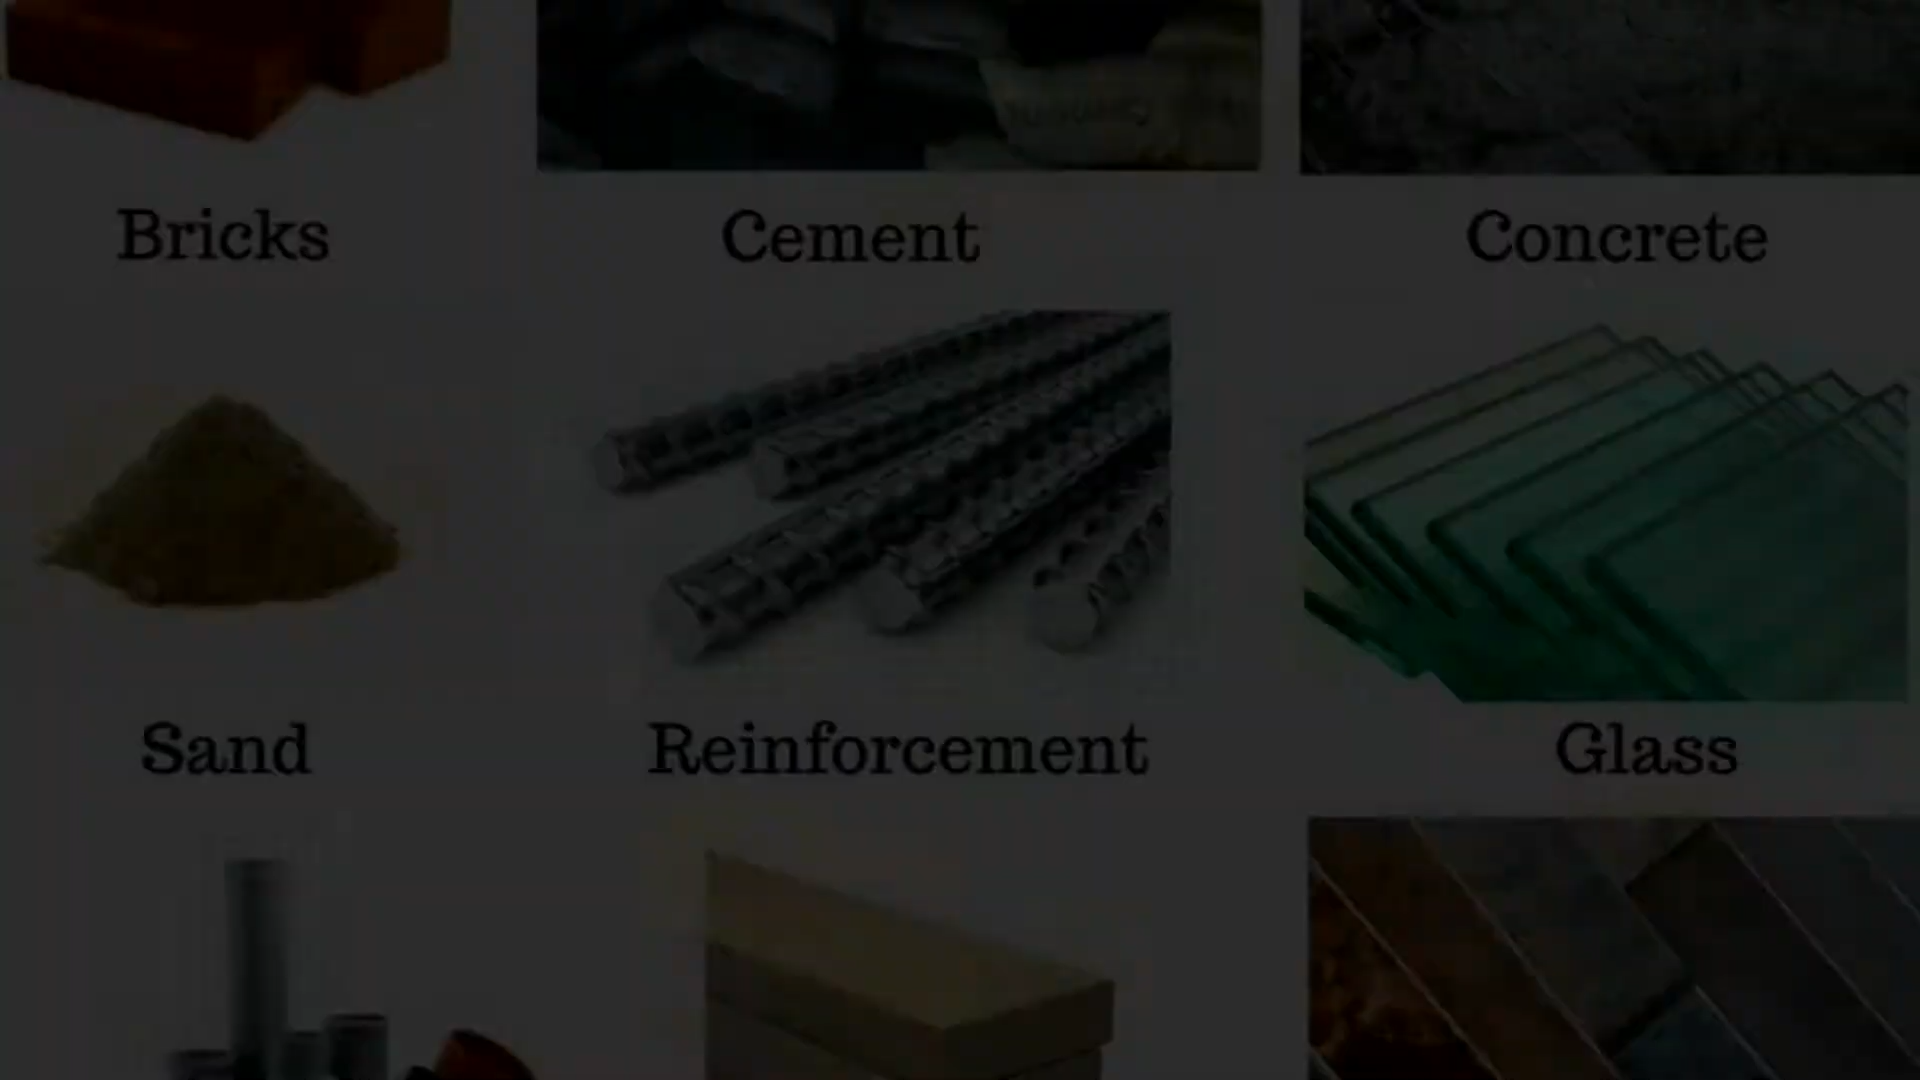 Bricks
Cement
Concrete
Sand
Reinforcement
Glass